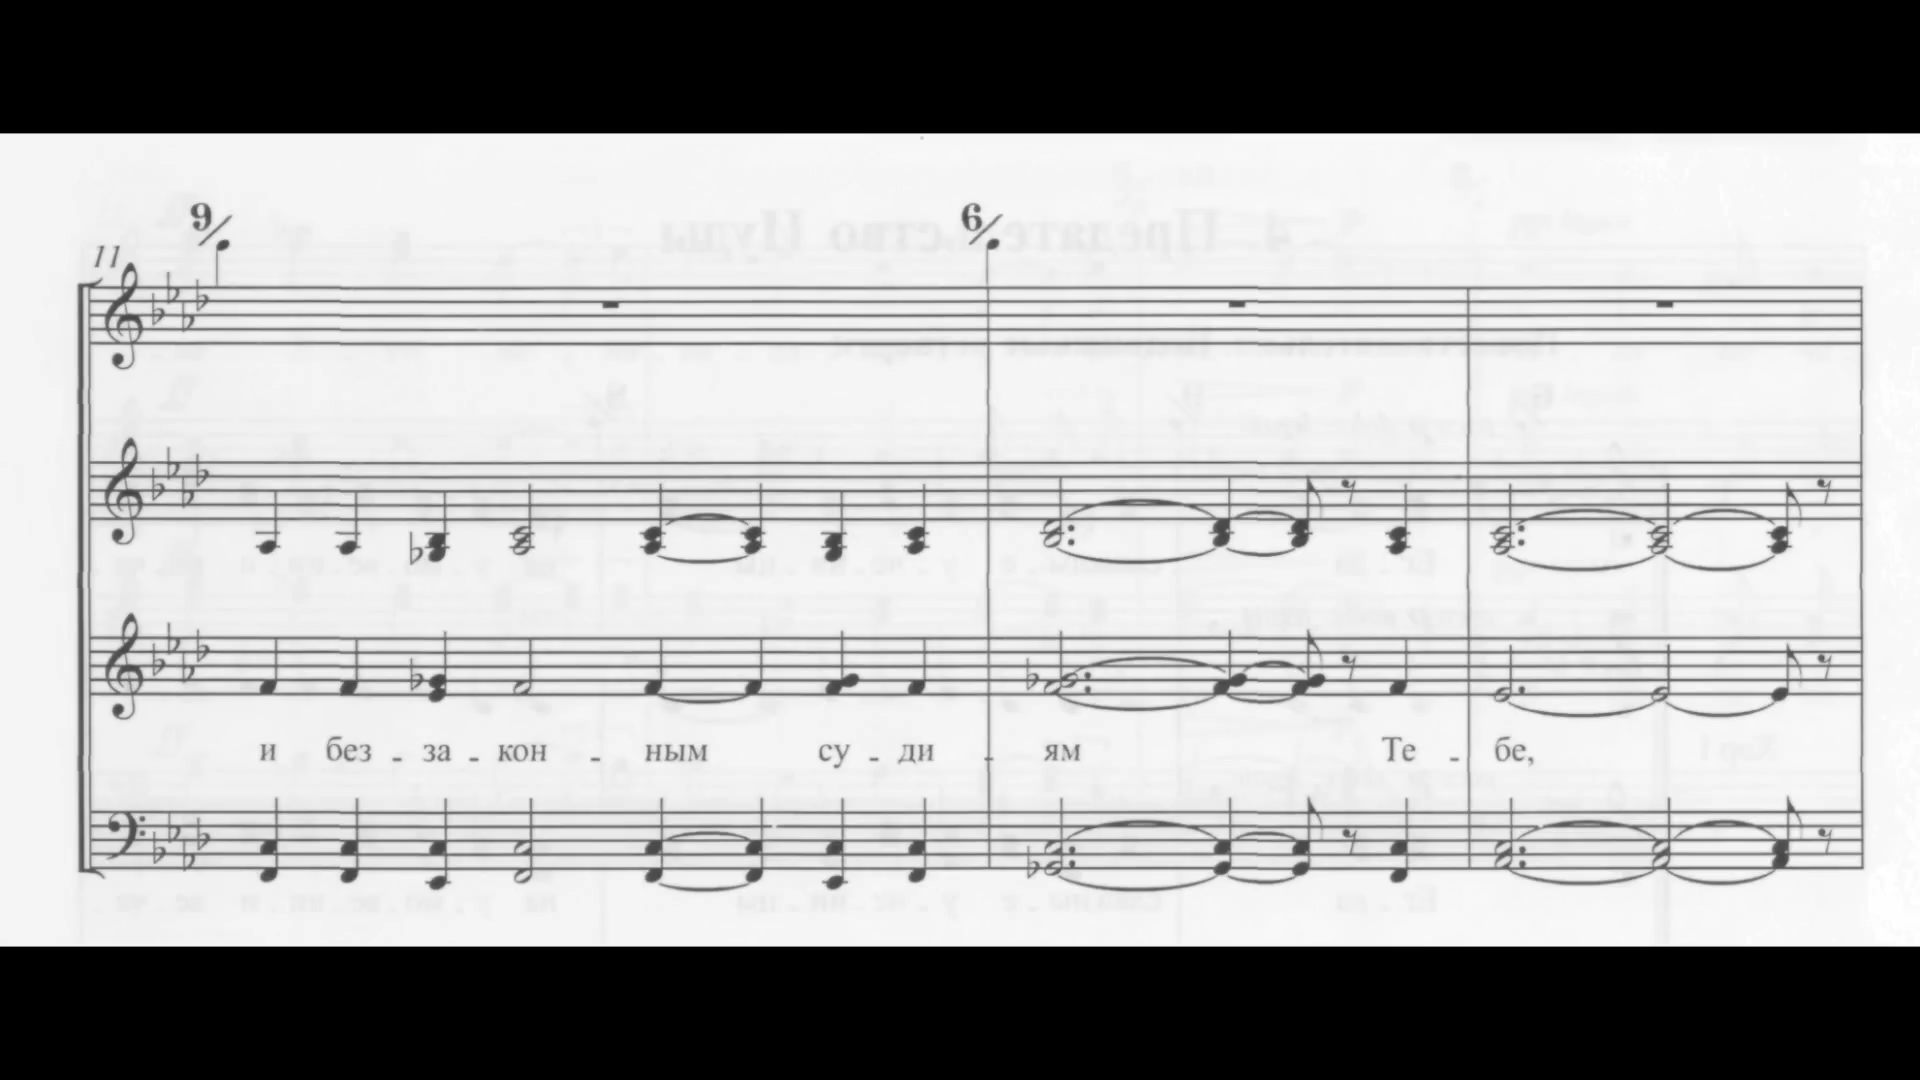 9 6
11
и без - за - кон - ным су - ди - ям Те - бе,